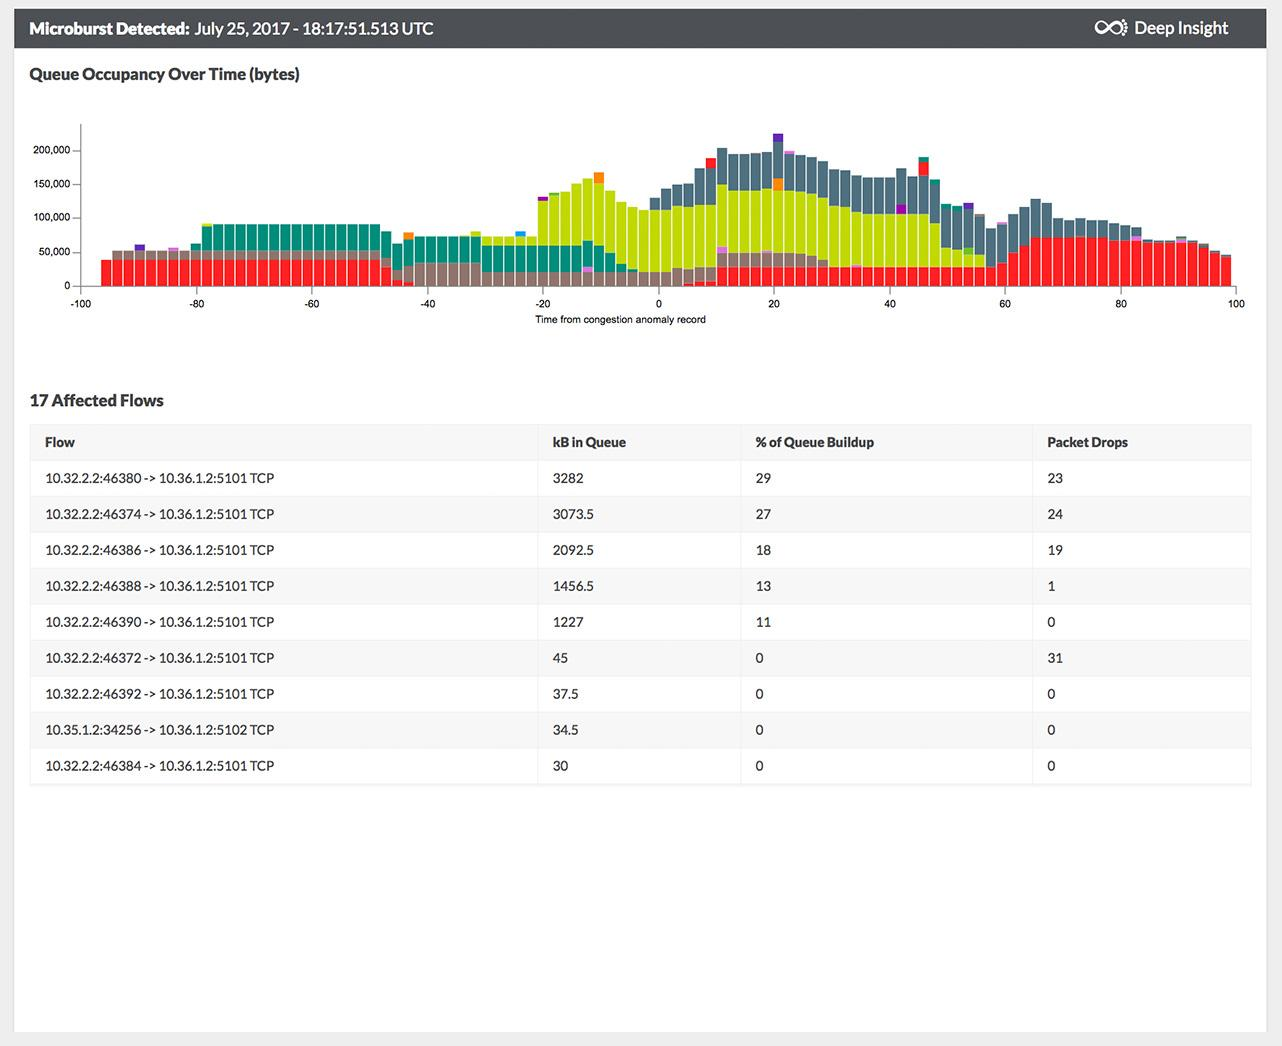 Microburst Detected: July 25, 2017 - 18:17:51.513 UTC
Deep Insight
Queue Occupancy Over Time (bytes)
200,000
150,000
100,000
50,000
0
-100 -80 -60 -40 -20 0 20 40 60 80 100
Time from congestion anomaly record
17 Affected Flows
Flow kB in Queue % of Queue Buildup Packet Drops
10.32.2.2:46380 -> 10.36.1.2:5101 TCP 3282 29 23
10.32.2.2:46374 -> 10.36.1.2:5101 TCP 3073.5 27 24
10.32.2.2:46386 -> 10.36.1.2:5101 TCP 2092.5 18 19
10.32.2.2:46388 -> 10.36.1.2:5101 TCP 1456.5 13 1
10.32.2.2:46390 -> 10.36.1.2:5101 TCP 1227 11 0
10.32.2.2:46372 -> 10.36.1.2:5101 TCP 45 0 31
10.32.2.2:46392 -> 10.36.1.2:5101 TCP 37.5 0 0
10.35.1.2:34256 -> 10.36.1.2:5102 TCP 34.5 0 0
10.32.2.2:46384 -> 10.36.1.2:5101 TCP 30 0 0